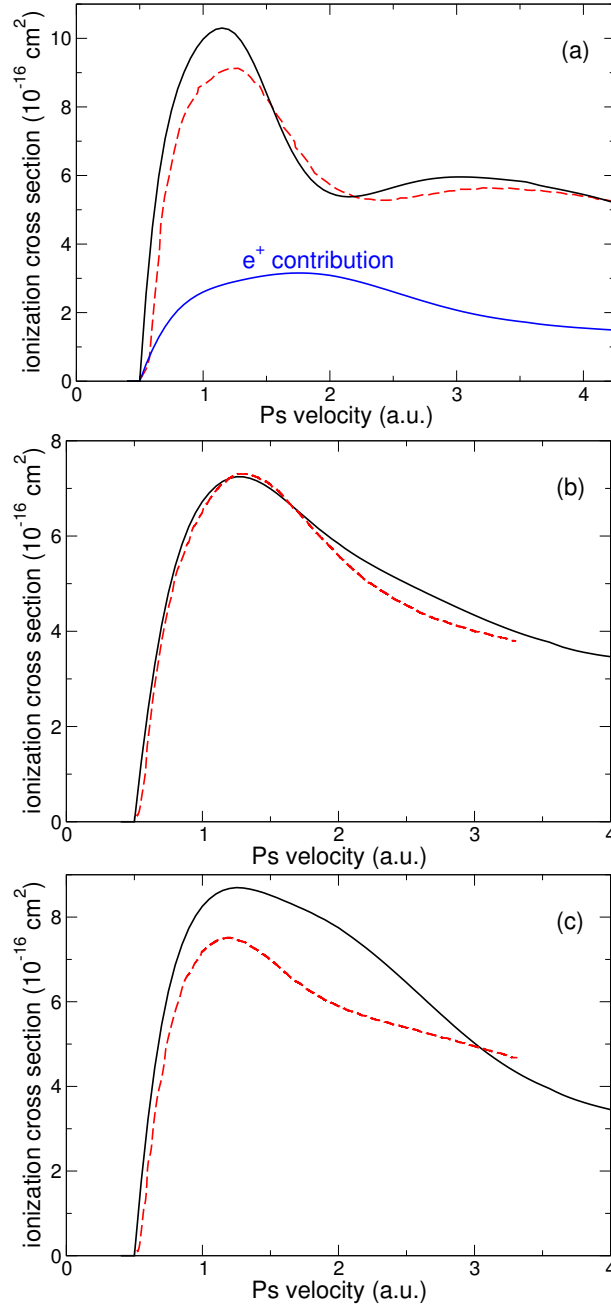 10
8
6
4
2
0
ionization cross section (10⁻¹⁶ cm²)
(a)
e⁺ contribution
0 1 2 3 4
Ps velocity (a.u.)
8
6
4
2
0
ionization cross section (10⁻¹⁶ cm²)
(b)
0 1 2 3 4
Ps velocity (a.u.)
8
6
4
2
0
ionization cross section (10⁻¹⁶ cm²)
(c)
0 1 2 3 4
Ps velocity (a.u.)